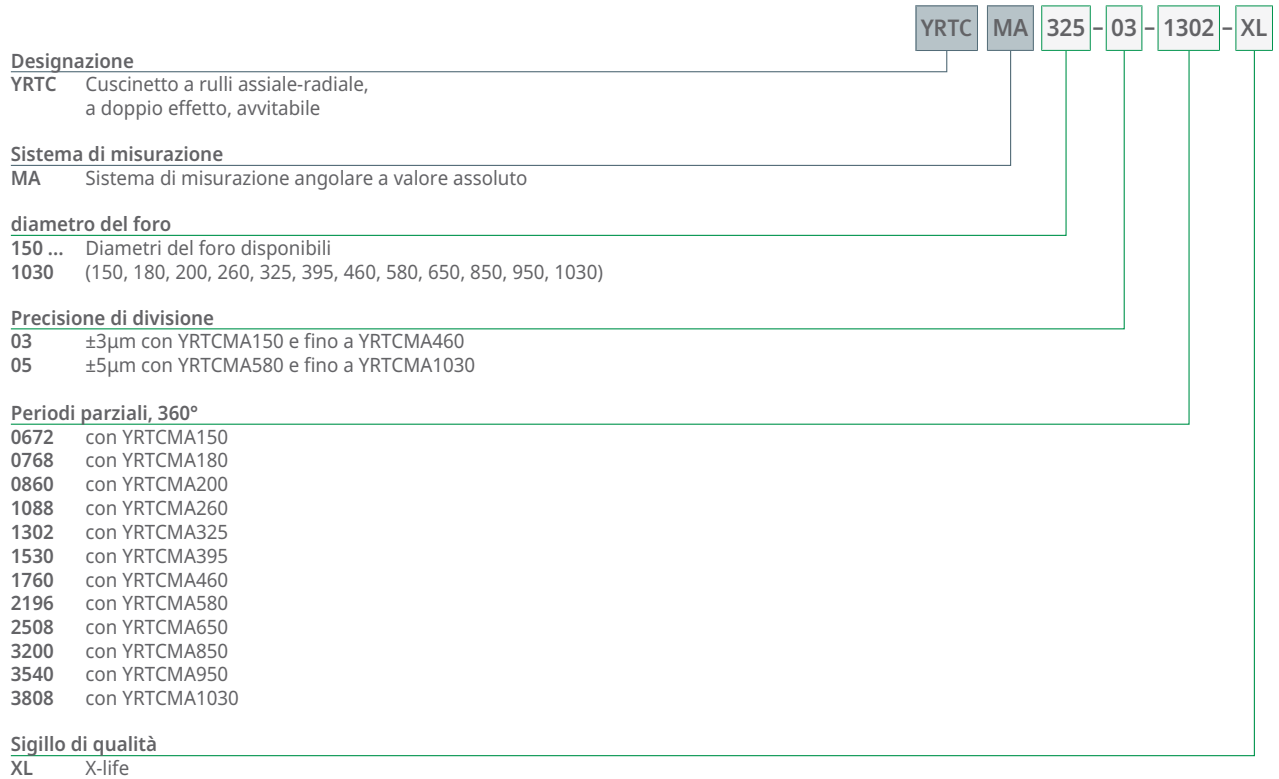 YRTC MA 325 – 03 – 1302 – XL
Designazione
YRTC Cuscinetto a rulli assiale-radiale,
a doppio effetto, avvitabile
Sistema di misurazione
MA Sistema di misurazione angolare a valore assoluto
diametro del foro
150 ... Diametri del foro disponibili
1030 (150, 180, 200, 260, 325, 395, 460, 580, 650, 850, 950, 1030)
Precisione di divisione
03 ±3μm con YRTCMA150 e fino a YRTCMA460
05 ±5μm con YRTCMA580 e fino a YRTCMA1030
Periodi parziali, 360°
0672 con YRTCMA150
0768 con YRTCMA180
0860 con YRTCMA200
1088 con YRTCMA260
1302 con YRTCMA325
1530 con YRTCMA395
1760 con YRTCMA460
2196 con YRTCMA580
2508 con YRTCMA650
3200 con YRTCMA850
3540 con YRTCMA950
3808 con YRTCMA1030
Sigillo di qualità
XL X-life